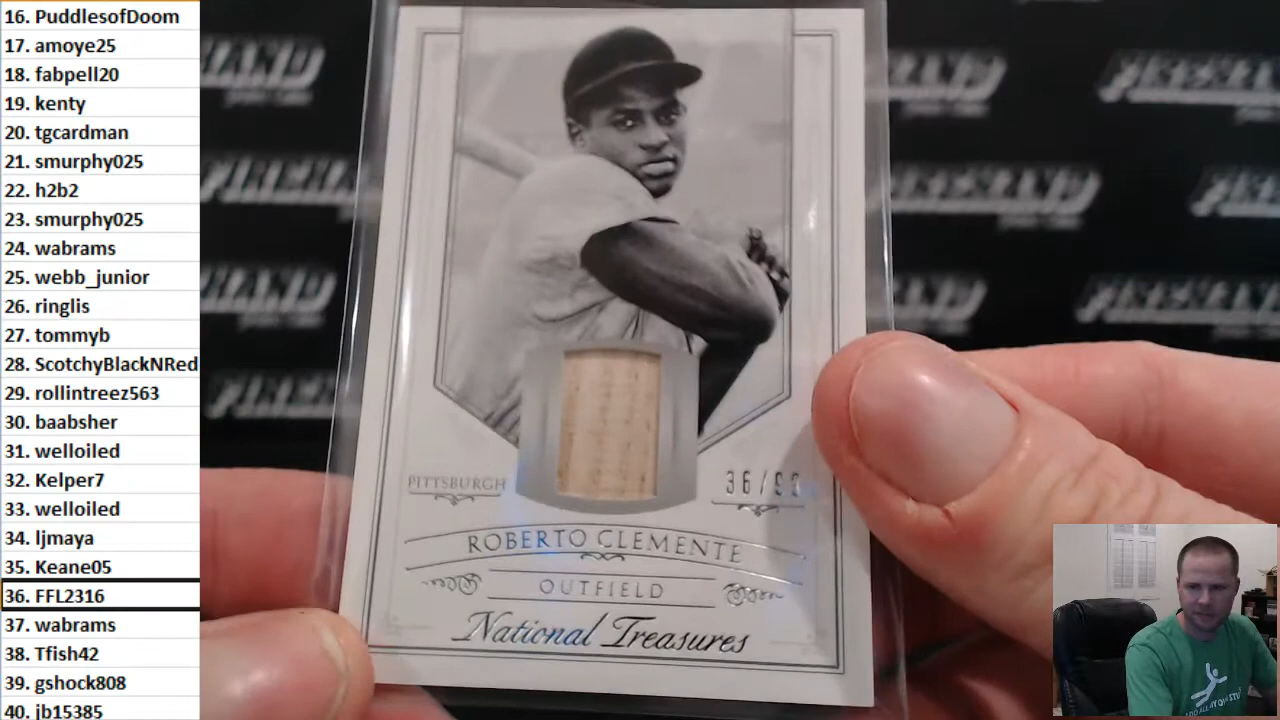 16. PuddlesofDoom
17. amoye25
18. fabpell20
19. kenty
20. tgcardman
21. smurphy025
22. h2b2
23. smurphy025
24. wabrams
25. webb_junior
26. ringlis
27. tommyb
28. ScotchyBlackNRed
29. rollintreez563
30. baabsher
31. welloiled
32. Kelper7
33. welloiled
34. ljmaya
35. Keane05
36. FFL2316
37. wabrams
38. Tfish42
39. gshock808
40. jb15385
PITTSBURGH
ROBERTO CLEMENTE
OUTFIELD
National Treasures